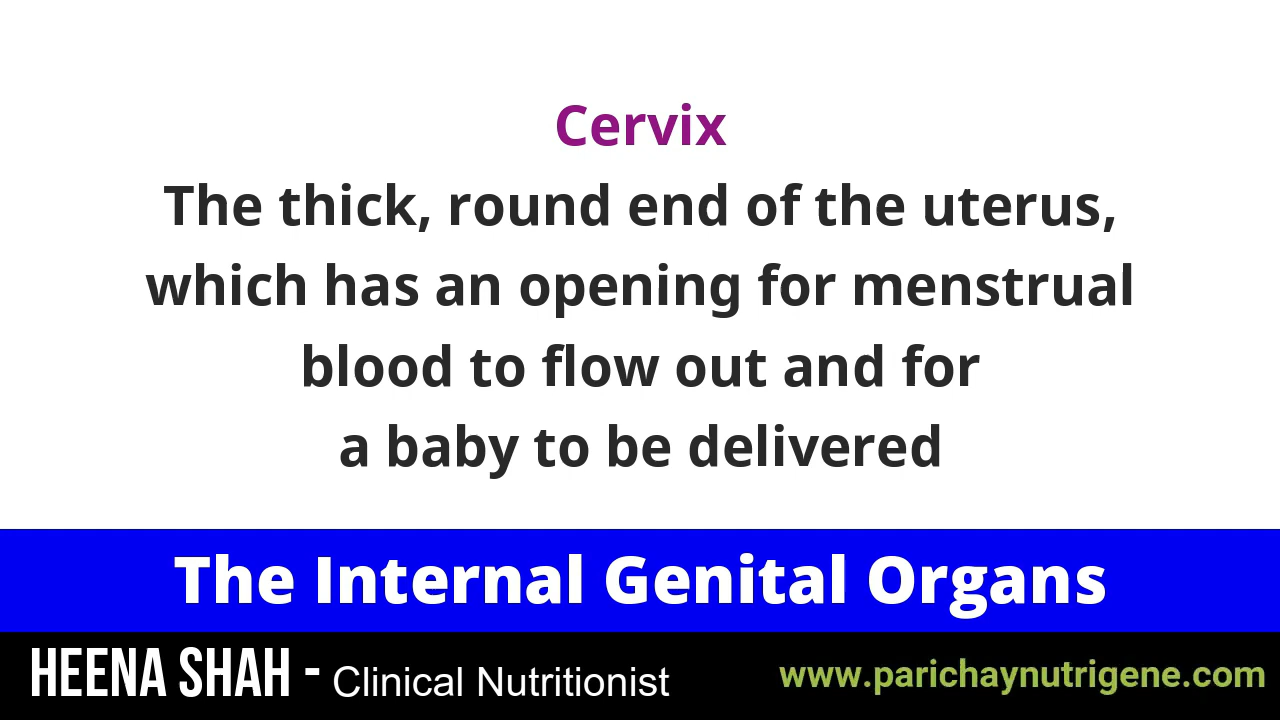 Cervix
The thick, round end of the uterus,
which has an opening for menstrual
blood to flow out and for
a baby to be delivered
The Internal Genital Organs
HEENA SHAH - Clinical Nutritionist
www.parichaynutrigene.com